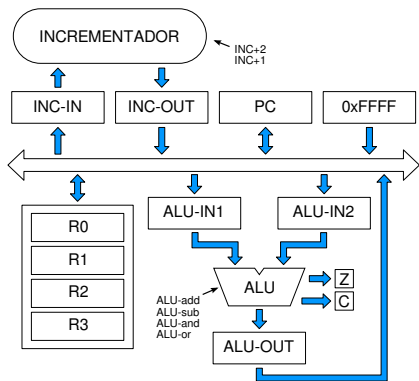 INCREMENTADOR
INC+2
INC+1
INC-IN
INC-OUT
PC
0xFFFF
R0
R1
R2
R3
ALU-IN1
ALU-IN2
ALU
Z
C
ALU-add
ALU-sub
ALU-and
ALU-or
ALU-OUT